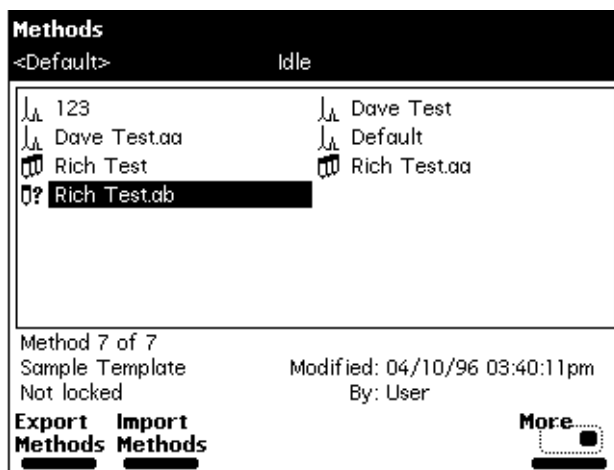 Methods
<Default> Idle
123 Dave Test
Dave Test.aa Default
Rich Test Rich Test.aa
? Rich Test.ab
Method 7 of 7
Sample Template Modified: 04/10/96 03:40:11pm
Not locked By: User
Export Import More
Methods Methods